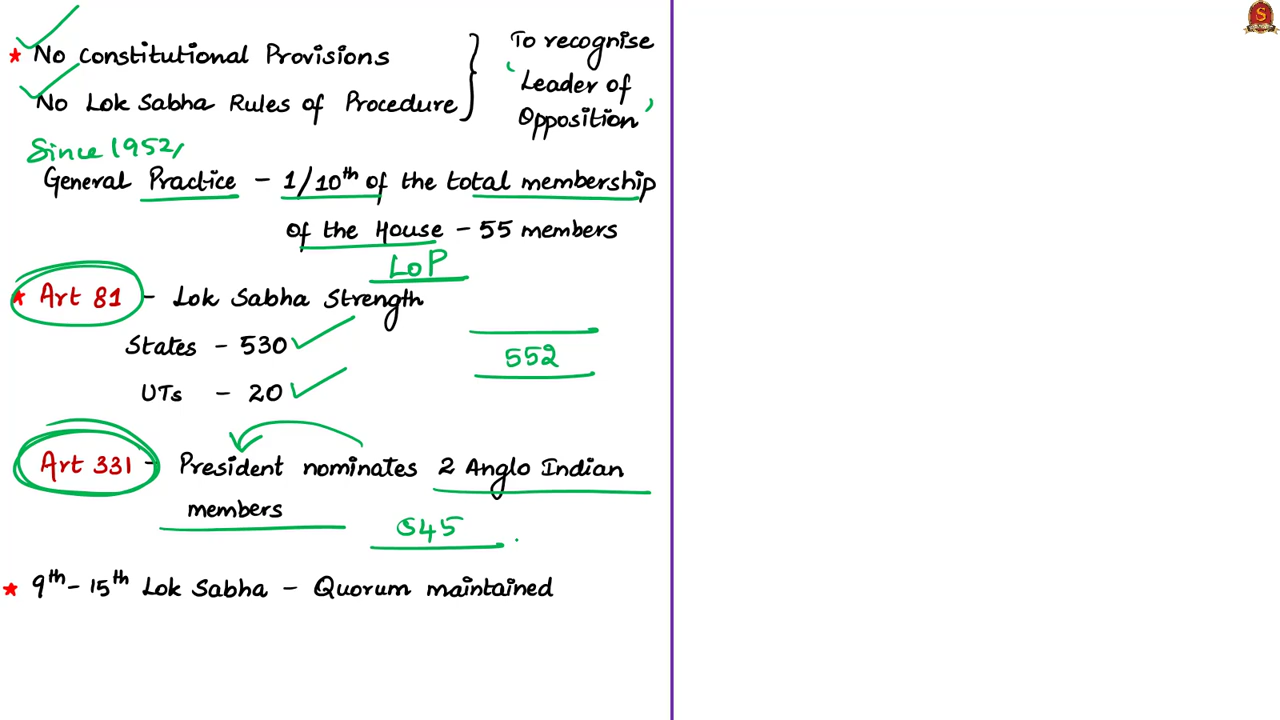 * No Constitutional Provisions
No Lok Sabha Rules of Procedure
To recognise
'Leader of
Opposition'
Since 1952,
General Practice - 1/10th of the total membership
of the House - 55 members
LoP
* Art 81 - Lok Sabha Strength
States - 530
552
UTs - 20
Art 331 - President nominates 2 Anglo Indian
members
545
* 9th - 15th Lok Sabha - Quorum maintained
S